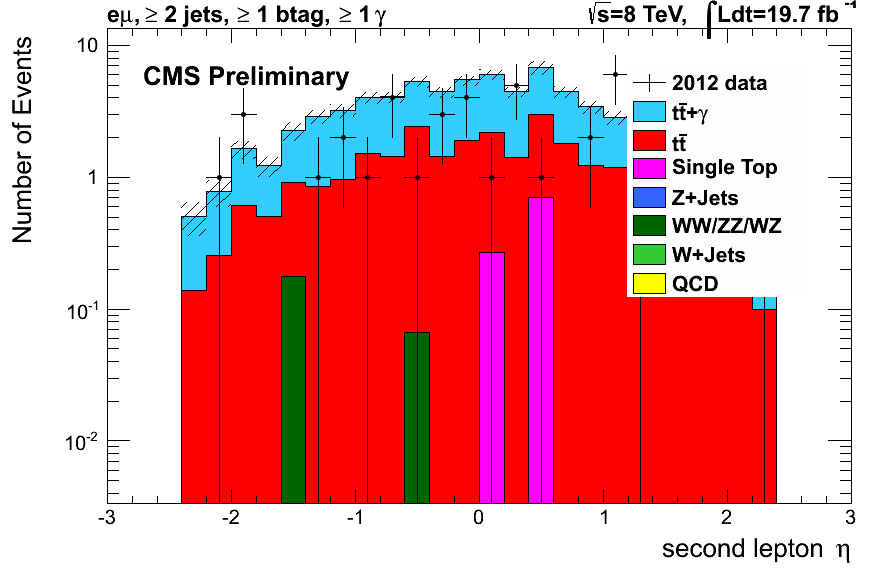 eμ, ≥ 2 jets, ≥ 1 btag, ≥ 1 γ
√s=8 TeV, ∫Ldt=19.7 fb⁻¹
Number of Events
CMS Preliminary
2012 data
tt̄+γ
tt̄
Single Top
Z+Jets
WW/ZZ/WZ
W+Jets
QCD
10
1
10⁻¹
10⁻²
-3 -2 -1 0 1 2 3
second lepton η